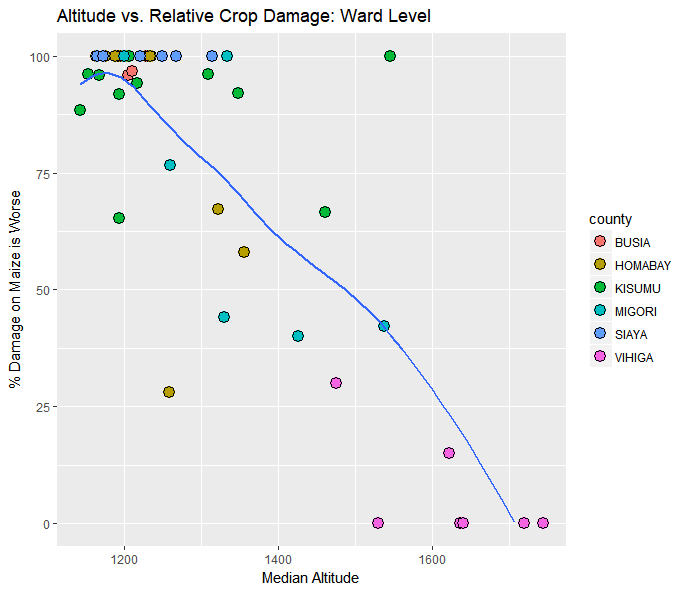 Altitude vs. Relative Crop Damage: Ward Level
100
75
50
25
0
% Damage on Maize is Worse
1200
1400
1600
Median Altitude
county
BUSIA
HOMABAY
KISUMU
MIGORI
SIAYA
VIHIGA